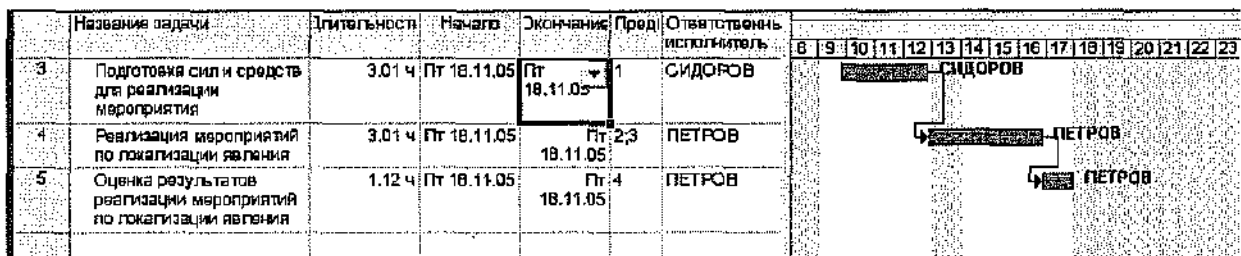 Название задачи Длительность Начало Окончание Пред Ответственнь
исполнитель
8 9 10 11 12 13 14 15 16 17 18 19 20 21 22 23
3 Подготовка сил и средств 3.01 ч Пт 18.11.05 Пт 1 СИДОРОВ СИДОРОВ
для реализации 18.11.05
мероприятия
4 Реализация мероприятий 3.01 ч Пт 18.11.05 Пт 2;3 ПЕТРОВ ПЕТРОВ
по локализации явления 18.11.05
5 Оценка результатов 1.12 ч Пт 18.11.05 Пт 4 ПЕТРОВ ПЕТРОВ
реализации мероприятий 18.11.05
по локализации явления